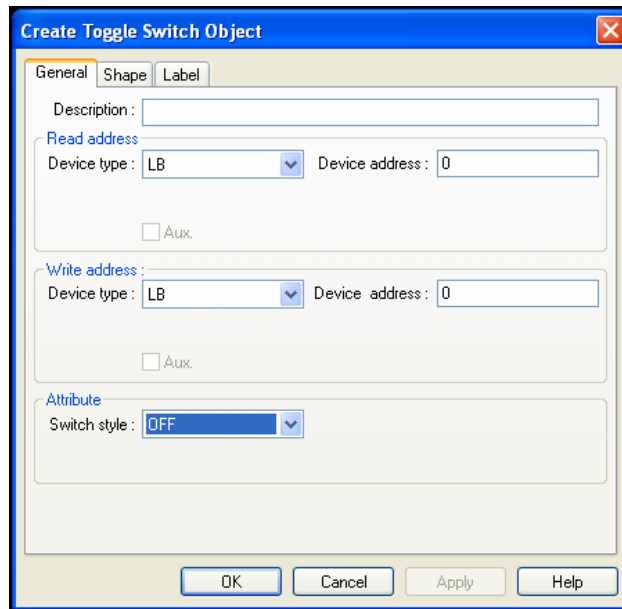 Create Toggle Switch Object
General Shape Label
Description :
Read address
Device type : LB Device address : 0
Aux.
Write address :
Device type : LB Device address : 0
Aux.
Attribute
Switch style : OFF
OK Cancel Apply Help